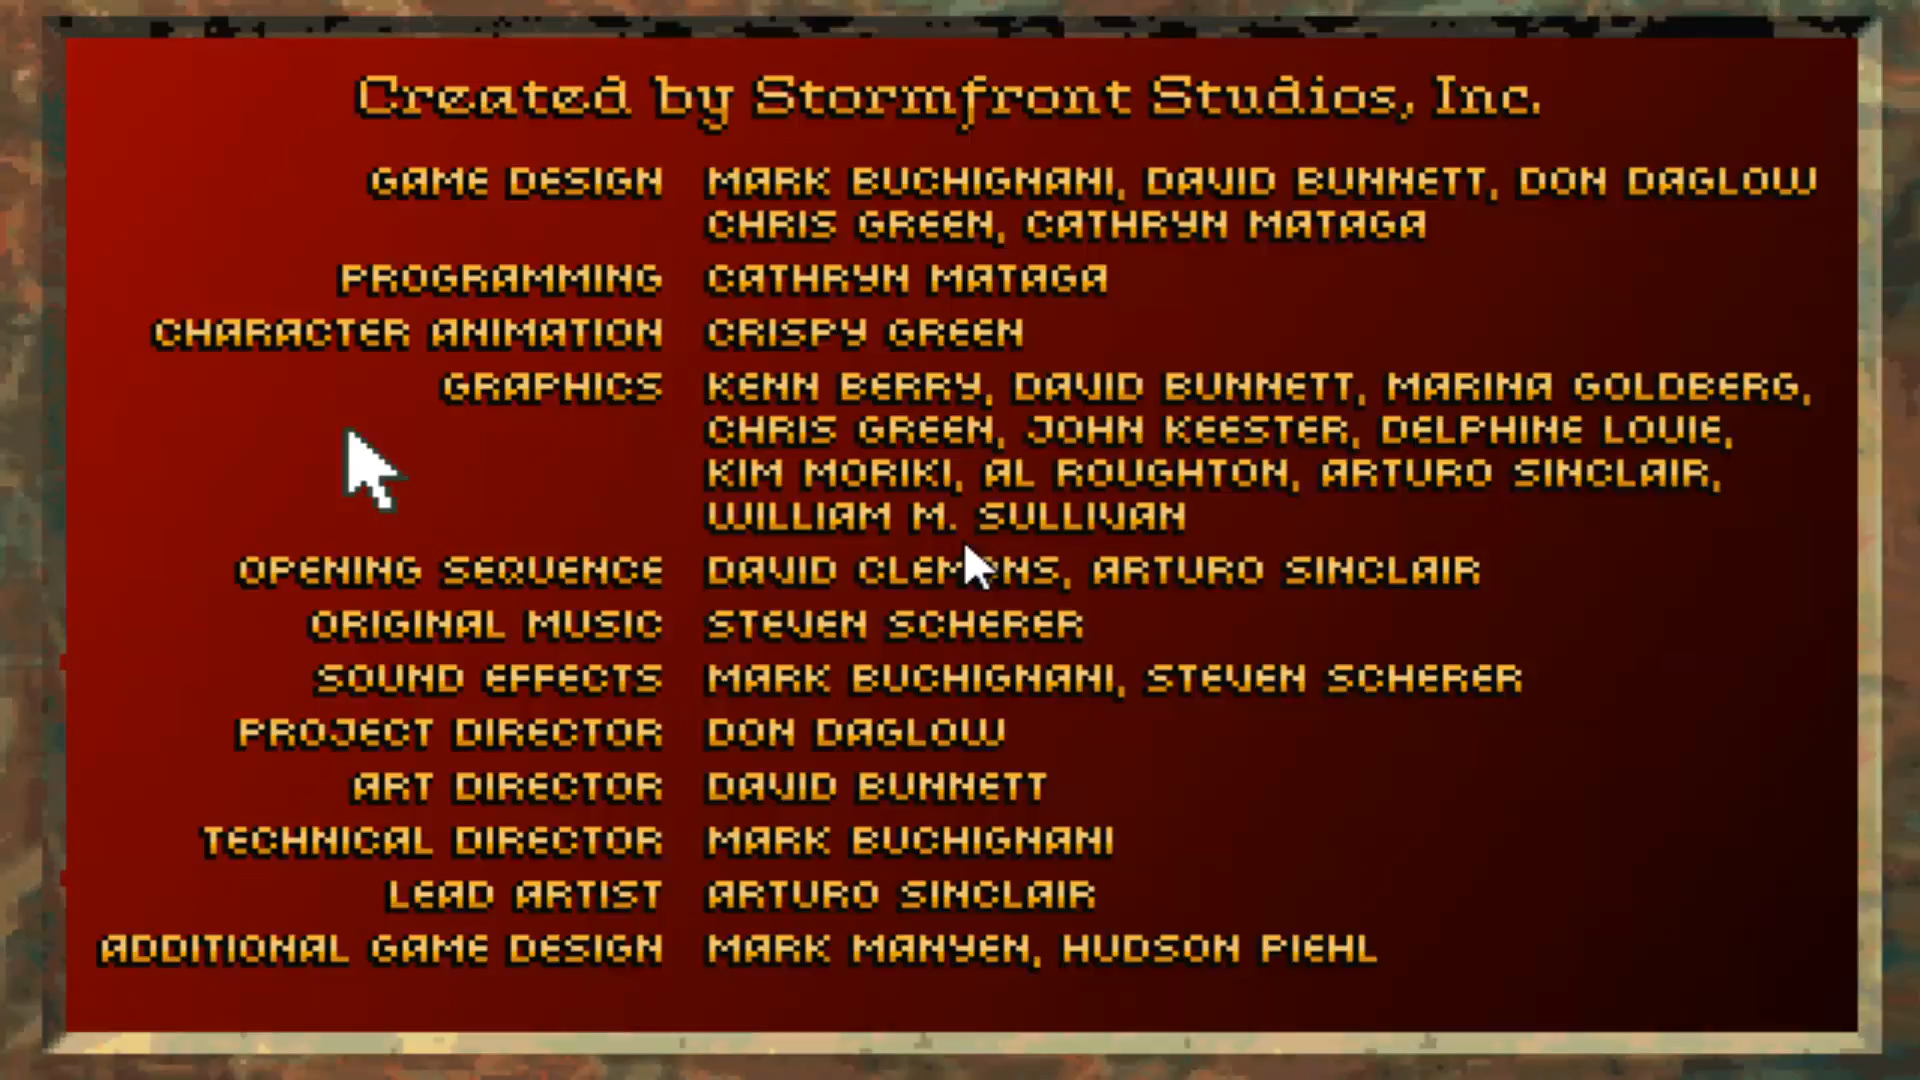 Created by Stormfront Studios, Inc.
GAME DESIGN MARK BUCHIGNANI, DAVID BUNNETT, DON DAGLOW
CHRIS GREEN, CATHRYN MATAGA
PROGRAMMING CATHRYN MATAGA
CHARACTER ANIMATION CRISPY GREEN
GRAPHICS KENN BERRY, DAVID BUNNETT, MARINA GOLDBERG,
CHRIS GREEN, JOHN KEESTER, DELPHINE LOUIE,
KIM MORIKI, AL ROUGHTON, ARTURO SINCLAIR,
WILLIAM M. SULLIVAN
OPENING SEQUENCE DAVID CLEMENS, ARTURO SINCLAIR
ORIGINAL MUSIC STEVEN SCHERER
SOUND EFFECTS MARK BUCHIGNANI, STEVEN SCHERER
PROJECT DIRECTOR DON DAGLOW
ART DIRECTOR DAVID BUNNETT
TECHNICAL DIRECTOR MARK BUCHIGNANI
LEAD ARTIST ARTURO SINCLAIR
ADDITIONAL GAME DESIGN MARK MANYEN, HUDSON PIEHL